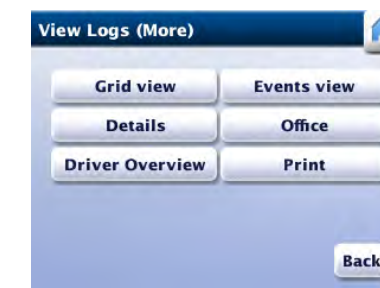 View Logs (More)
Grid view
Events view
Details
Office
Driver Overview
Print
Back